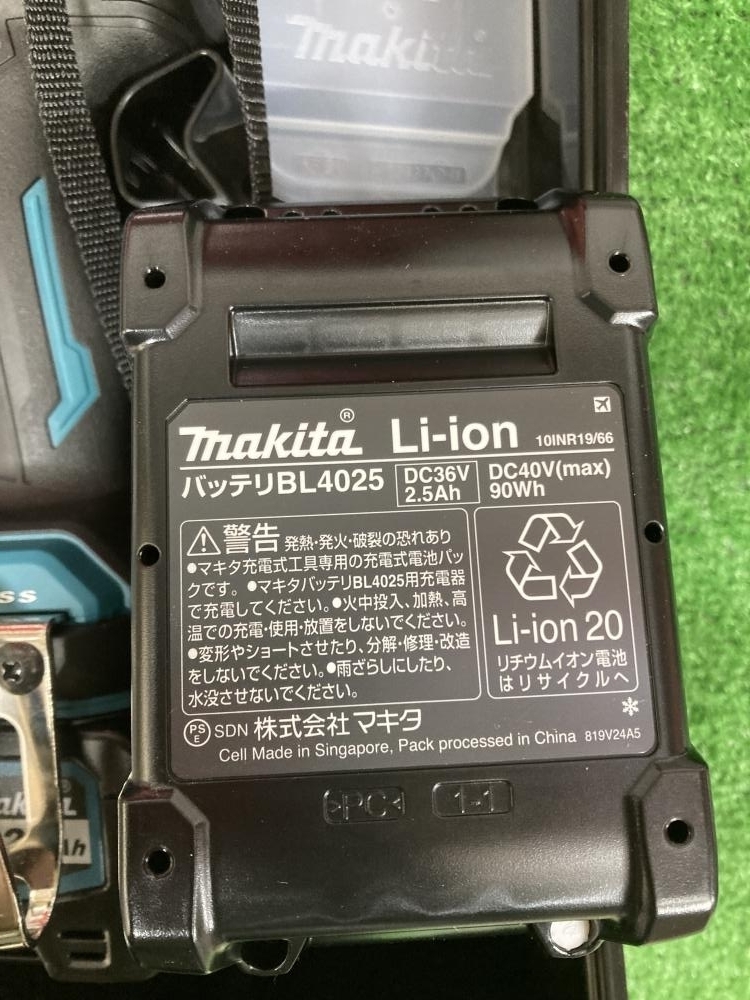 makita
makita® Li-ion 10INR19/66
バッテリBL4025 DC36V 2.5Ah DC40V(max) 90Wh
警告 発熱・発火・破裂の恐れあり
●マキタ充電式工具専用の充電式電池パッ
クです。●マキタバッテリBL4025用充電器
で充電してください。●火中投入、加熱、高
温での充電・使用・放置をしないでください。
●変形やショートさせたり、分解・修理・改造
をしないでください。●雨ざらしにしたり、
水没させないでください。
Li-ion 20
リチウムイオン電池
はリサイクルへ
PSE SDN 株式会社 マキタ
Cell Made in Singapore, Pack processed in China 819V24A5
>PC< 1-1
ss
akita
Ah